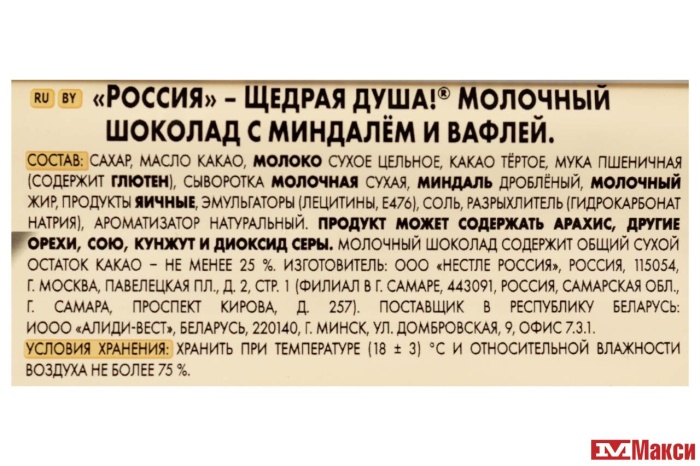 RU BY «РОССИЯ» – ЩЕДРАЯ ДУША!® МОЛОЧНЫЙ
ШОКОЛАД С МИНДАЛЁМ И ВАФЛЕЙ.
СОСТАВ: САХАР, МАСЛО КАКАО, МОЛОКО СУХОЕ ЦЕЛЬНОЕ, КАКАО ТЁРТОЕ, МУКА ПШЕНИЧНАЯ
(СОДЕРЖИТ ГЛЮТЕН), СЫВОРОТКА МОЛОЧНАЯ СУХАЯ, МИНДАЛЬ ДРОБЛЁНЫЙ, МОЛОЧНЫЙ
ЖИР, ПРОДУКТЫ ЯИЧНЫЕ, ЭМУЛЬГАТОРЫ (ЛЕЦИТИНЫ, Е476), СОЛЬ, РАЗРЫХЛИТЕЛЬ (ГИДРОКАРБОНАТ
НАТРИЯ), АРОМАТИЗАТОР НАТУРАЛЬНЫЙ. ПРОДУКТ МОЖЕТ СОДЕРЖАТЬ АРАХИС, ДРУГИЕ
ОРЕХИ, СОЮ, КУНЖУТ И ДИОКСИД СЕРЫ. МОЛОЧНЫЙ ШОКОЛАД СОДЕРЖИТ ОБЩИЙ СУХОЙ
ОСТАТОК КАКАО – НЕ МЕНЕЕ 25 %. ИЗГОТОВИТЕЛЬ: ООО «НЕСТЛЕ РОССИЯ», РОССИЯ, 115054,
Г. МОСКВА, ПАВЕЛЕЦКАЯ ПЛ., Д. 2, СТР. 1 (ФИЛИАЛ В Г. САМАРЕ, 443091, РОССИЯ, САМАРСКАЯ ОБЛ.,
Г. САМАРА, ПРОСПЕКТ КИРОВА, Д. 257). ПОСТАВЩИК В РЕСПУБЛИКУ БЕЛАРУСЬ:
ИООО «АЛИДИ-ВЕСТ», БЕЛАРУСЬ, 220140, Г. МИНСК, УЛ. ДОМБРОВСКАЯ, 9, ОФИС 7.3.1.
УСЛОВИЯ ХРАНЕНИЯ: ХРАНИТЬ ПРИ ТЕМПЕРАТУРЕ (18 ± 3) °С И ОТНОСИТЕЛЬНОЙ ВЛАЖНОСТИ
ВОЗДУХА НЕ БОЛЕЕ 75 %.
Макси